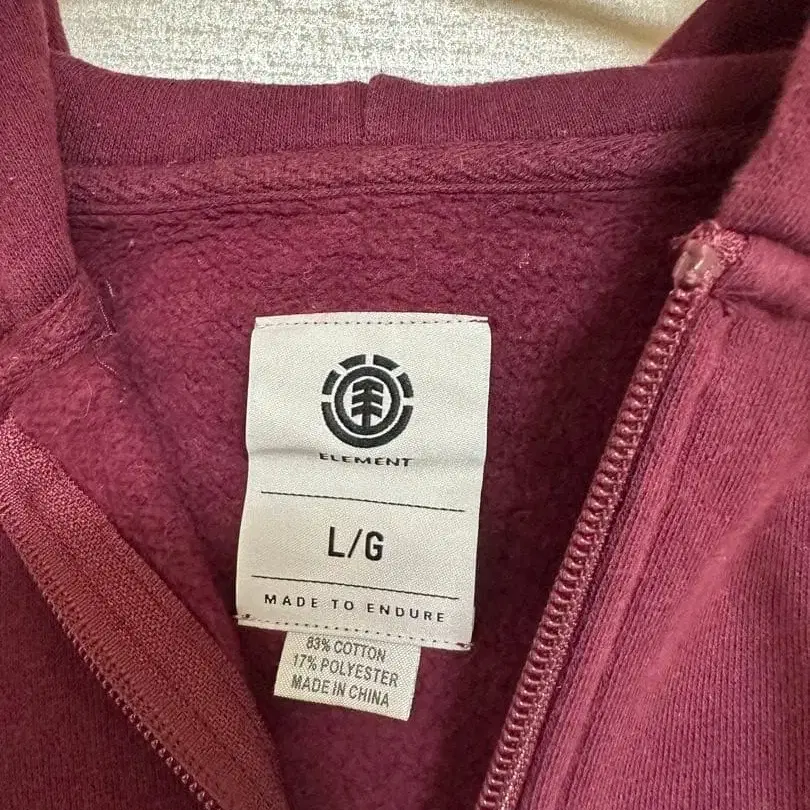 ELEMENT
L/G
MADE TO ENDURE
83% COTTON
17% POLYESTER
MADE IN CHINA